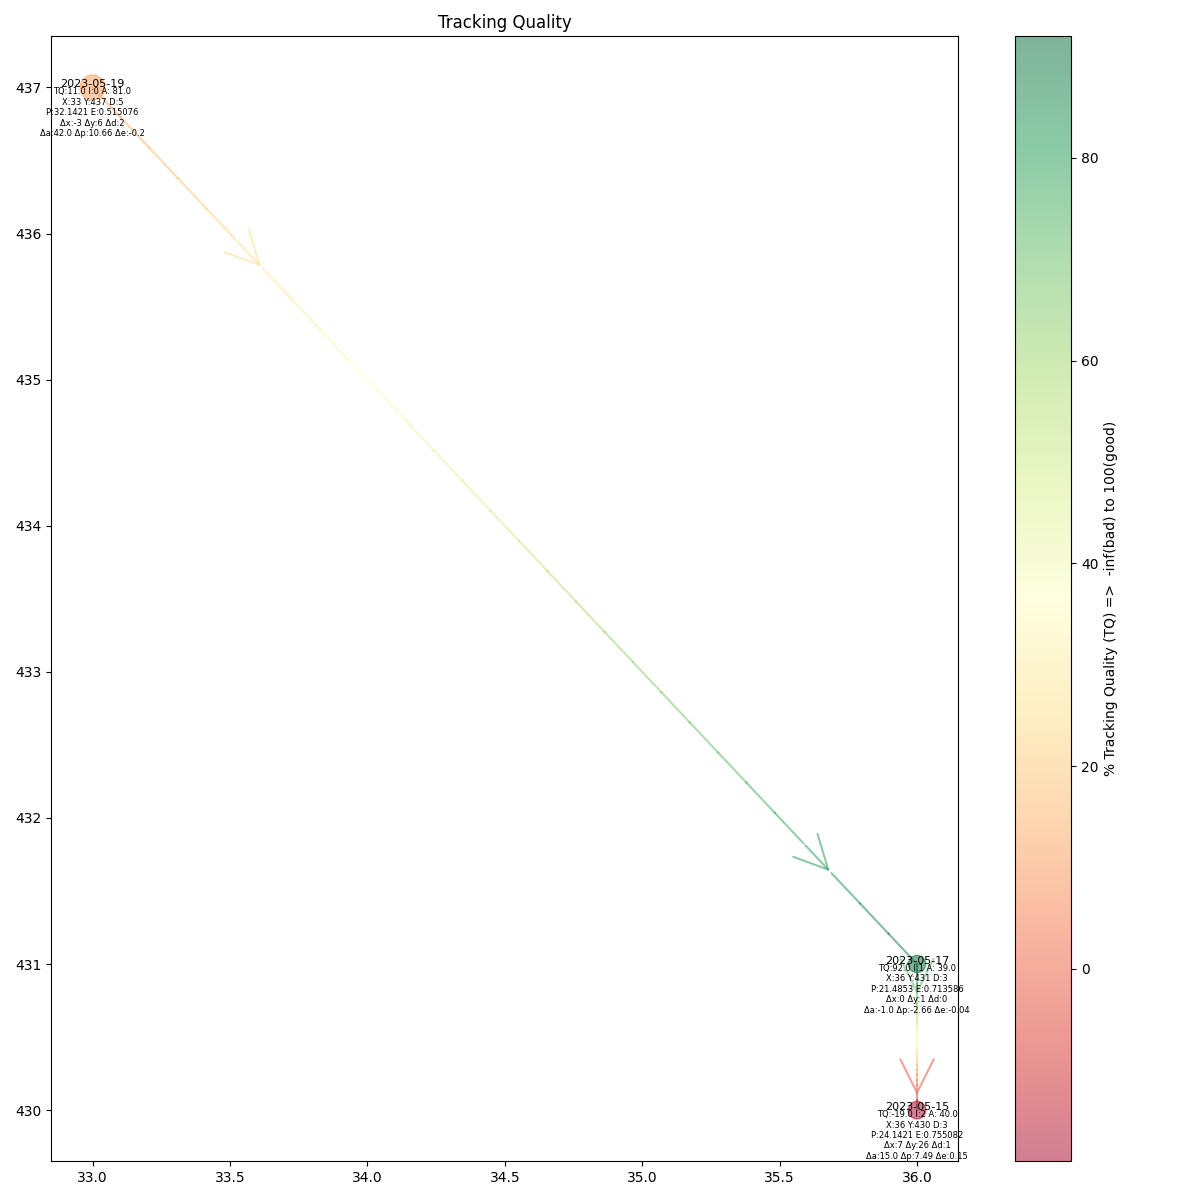 Tracking Quality
437
436
435
434
433
432
431
430
33.0
33.5
34.0
34.5
35.0
35.5
36.0
2023-05-19
TQ:11.0 I:0 A: 81.0
X:33 Y:437 D:5
P:32.1421 E:0.515076
Δx:-3 Δy:6 Δd:2
Δa:42.0 Δp:10.66 Δe:-0.2
2023-05-17
TQ:92.0 I:1 A: 39.0
X:36 Y:431 D:3
P:21.4853 E:0.713586
Δx:0 Δy:1 Δd:0
Δa:-1.0 Δp:-2.66 Δe:-0.04
2023-05-15
TQ:-19.0 I:2 A: 40.0
X:36 Y:430 D:3
P:24.1421 E:0.755082
Δx:7 Δy:26 Δd:1
Δa:15.0 Δp:7.49 Δe:0.15
80
60
40
20
0
% Tracking Quality (TQ) => -inf(bad) to 100(good)